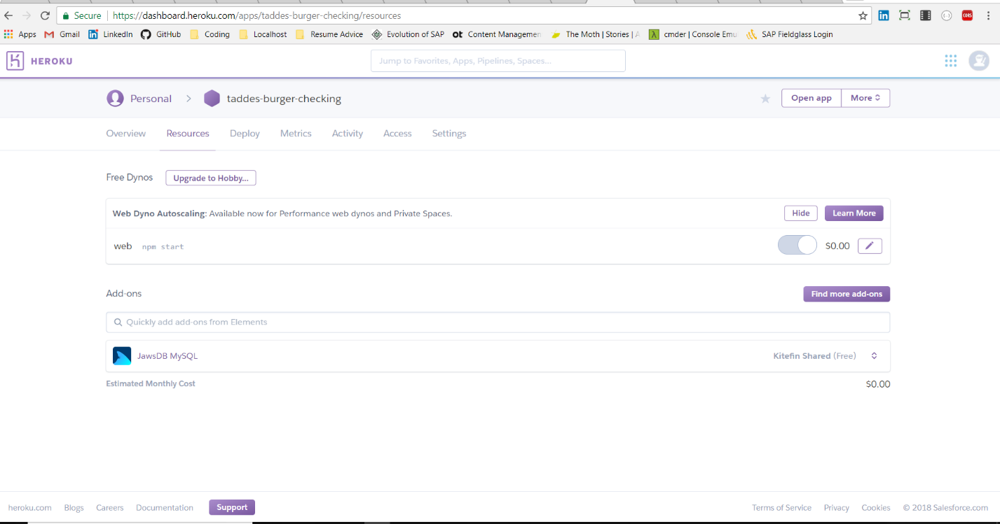 Secure https://dashboard.heroku.com/apps/taddes-burger-checking/resources
Apps Gmail LinkedIn GitHub Coding Localhost Resume Advice Evolution of SAP Content Managemen The Moth | Stories | A cmder | Console Emu SAP Fieldglass Login
HEROKU Jump to Favorites, Apps, Pipelines, Spaces...
Personal > taddes-burger-checking Open app More
Overview Resources Deploy Metrics Activity Access Settings
Free Dynos Upgrade to Hobby...
Web Dyno Autoscaling: Available now for Performance web dynos and Private Spaces. Hide Learn More
web npm start $0.00
Add-ons Find more add-ons
Quickly add add-ons from Elements
JawsDB MySQL Kitefin Shared (Free)
Estimated Monthly Cost $0.00
heroku.com Blogs Careers Documentation Support Terms of Service Privacy Cookies © 2018 Salesforce.com